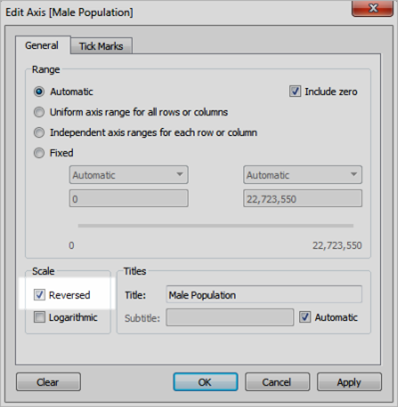 Edit Axis [Male Population]
General Tick Marks
Range
Automatic Include zero
Uniform axis range for all rows or columns
Independent axis ranges for each row or column
Fixed
Automatic Automatic
0 22,723,550
0 22,723,550
Scale Titles
Reversed Title: Male Population
Logarithmic Subtitle: Automatic
Clear OK Cancel Apply